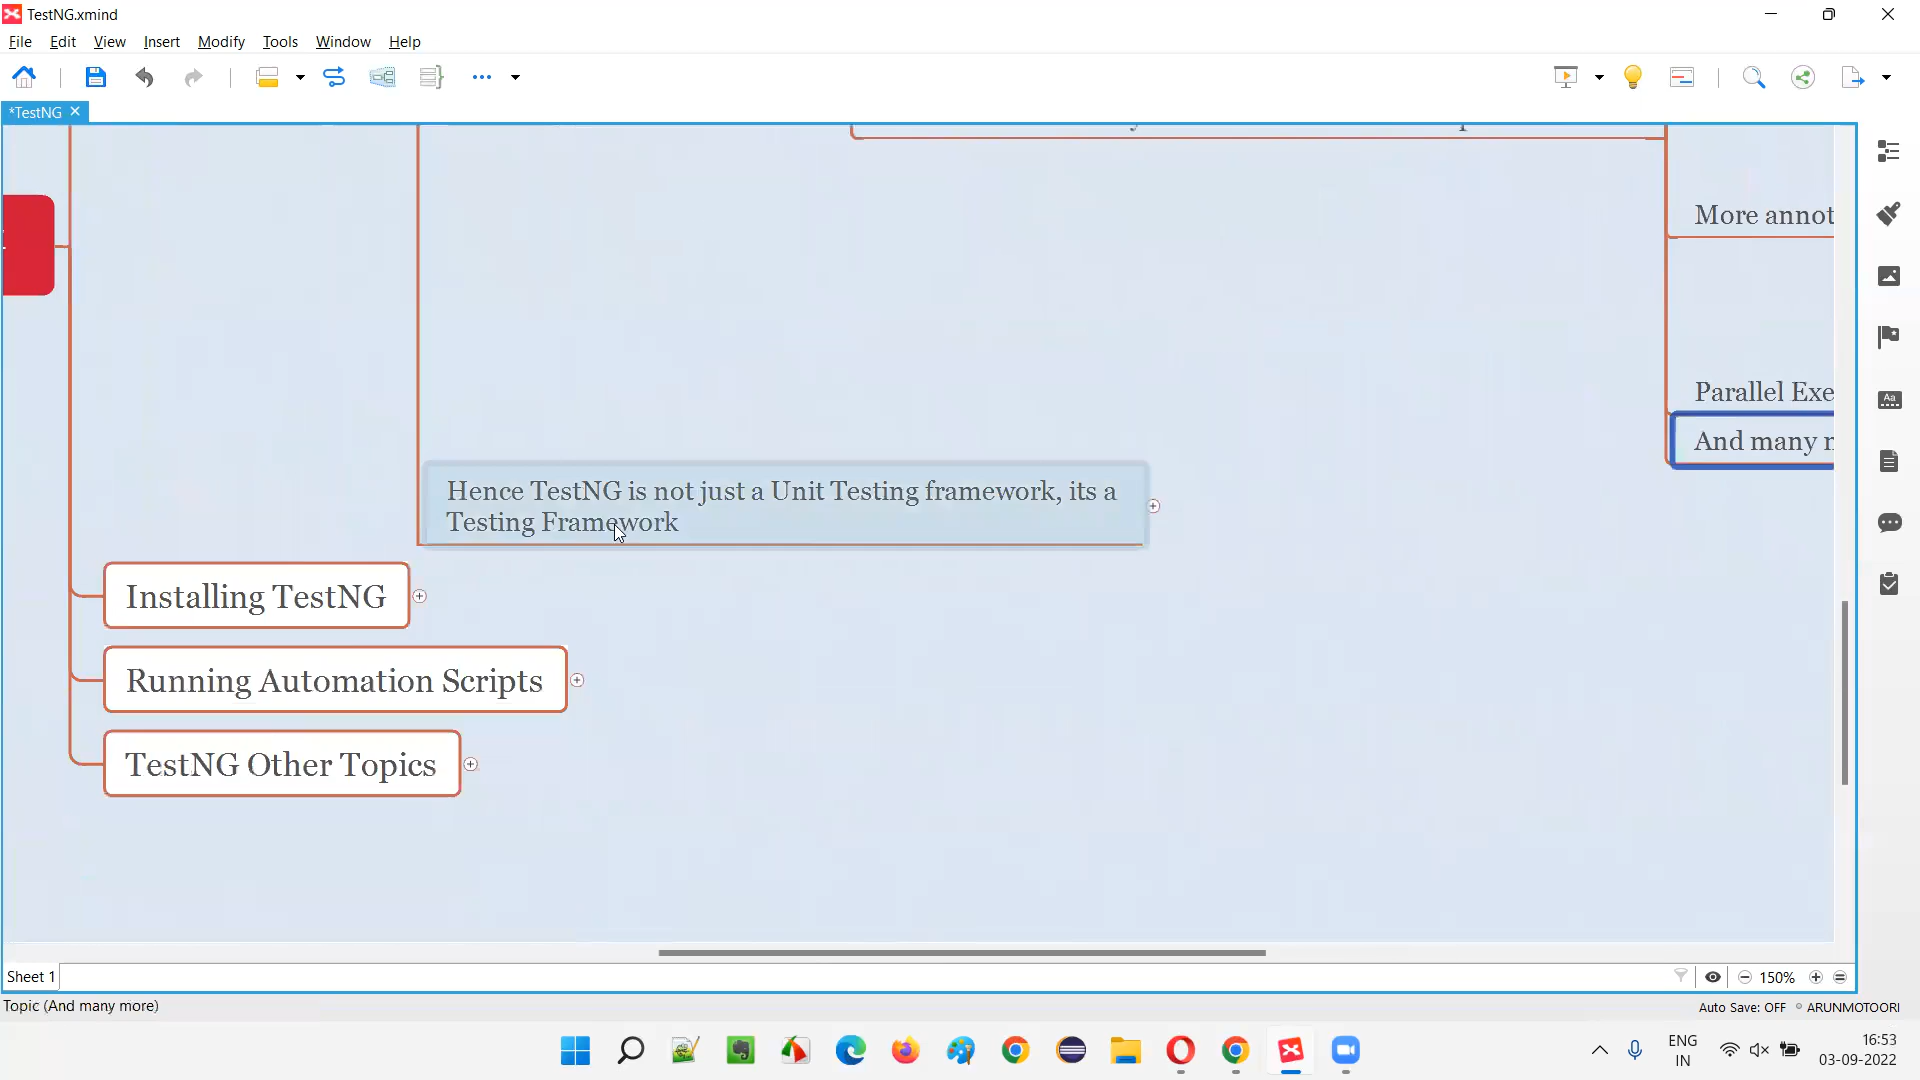 TestNG.xmind
File Edit View Insert Modify Tools Window Help
*TestNG
More annot
Parallel Exe
And many
Hence TestNG is not just a Unit Testing framework, its a
Testing Framework
Installing TestNG
Running Automation Scripts
TestNG Other Topics
Sheet 1
150%
Topic (And many more)
Auto Save: OFF ARUNMOTOORI
ENG
IN
16:53
03-09-2022